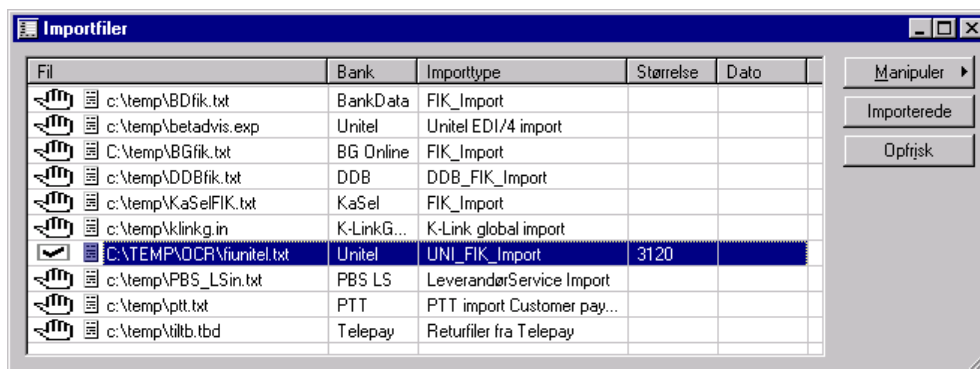 Importfiler
Fil Bank Importtype Størrelse Dato
c:\temp\BDfik.txt BankData FIK_Import
c:\temp\betadvis.exp Unitel Unitel EDI/4 import
C:\temp\BGfik.txt BG Online FIK_Import
c:\temp\DDBfik.txt DDB DDB_FIK_Import
c:\temp\KaSelFIK.txt KaSel FIK_Import
c:\temp\klinkg.in K-LinkG... K-Link global import
C:\TEMP\OCR\fiunitel.txt Unitel UNI_FIK_Import 3120
c:\temp\PBS_LSin.txt PBS LS LeverandørService Import
c:\temp\ptt.txt PTT PTT import Customer pay...
c:\temp\tiltb.tbd Telepay Returfiler fra Telepay
Manipuler
Importerede
Opfrisk